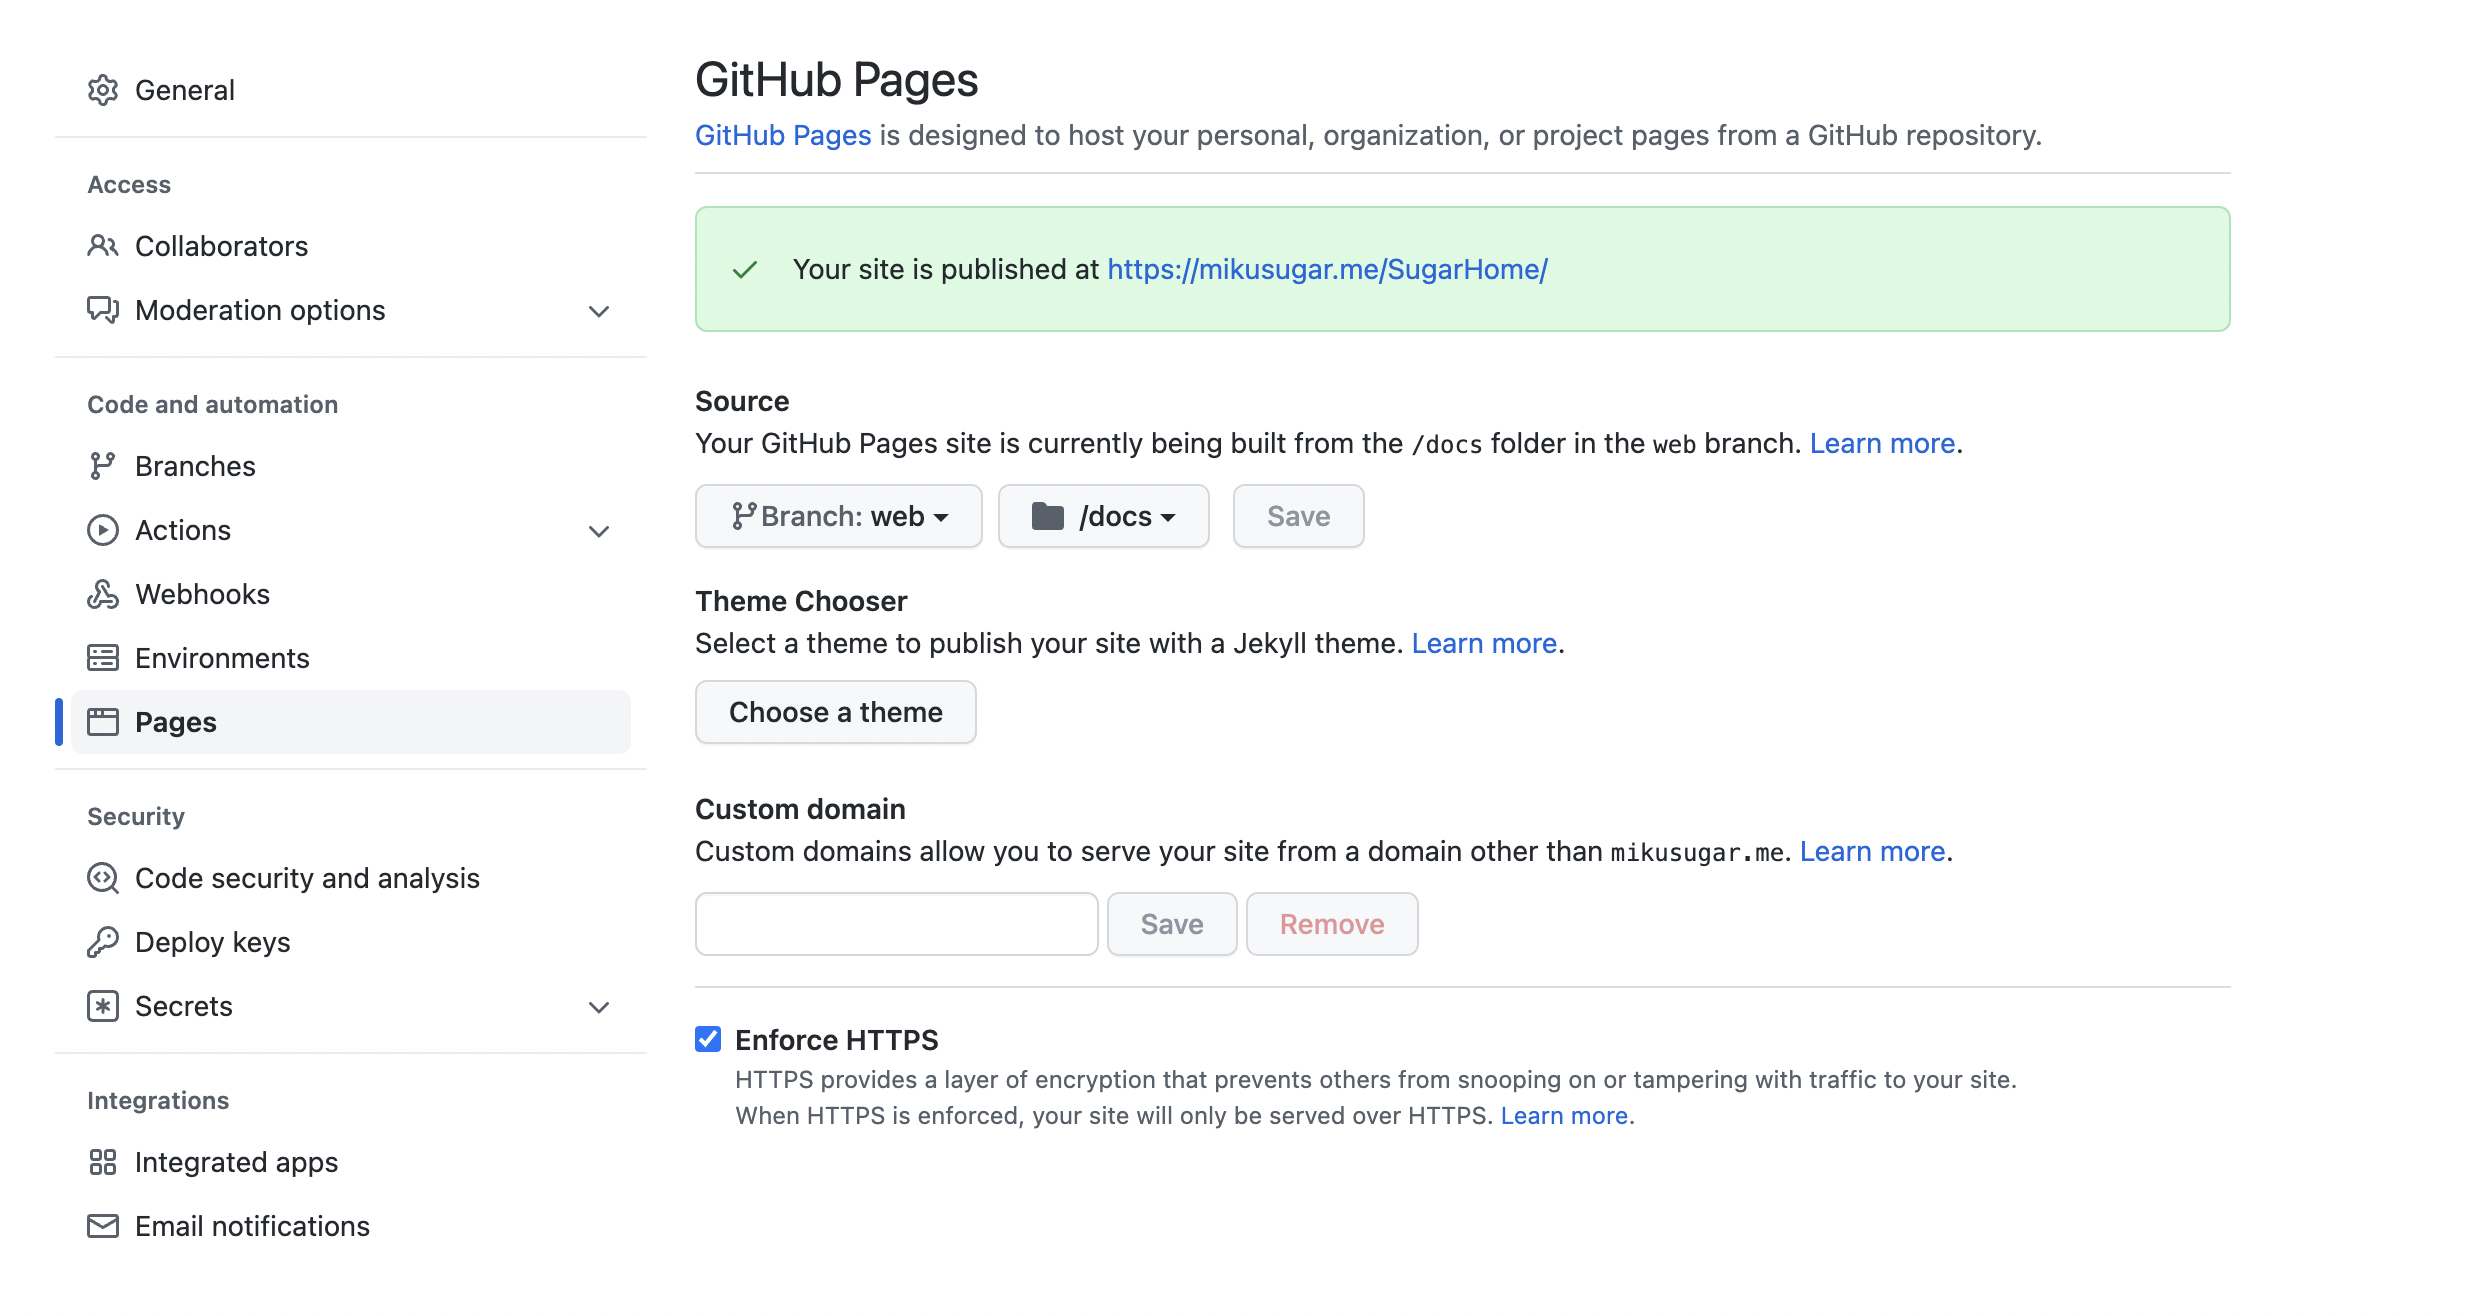 General
Access
Collaborators
Moderation options
Code and automation
Branches
Actions
Webhooks
Environments
Pages
Security
Code security and analysis
Deploy keys
Secrets
Integrations
Integrated apps
Email notifications
GitHub Pages
GitHub Pages is designed to host your personal, organization, or project pages from a GitHub repository.
Your site is published at https://mikusugar.me/SugarHome/
Source
Your GitHub Pages site is currently being built from the /docs folder in the web branch. Learn more.
Branch: web /docs Save
Theme Chooser
Select a theme to publish your site with a Jekyll theme. Learn more.
Choose a theme
Custom domain
Custom domains allow you to serve your site from a domain other than mikusugar.me. Learn more.
Save Remove
Enforce HTTPS
HTTPS provides a layer of encryption that prevents others from snooping on or tampering with traffic to your site.
When HTTPS is enforced, your site will only be served over HTTPS. Learn more.